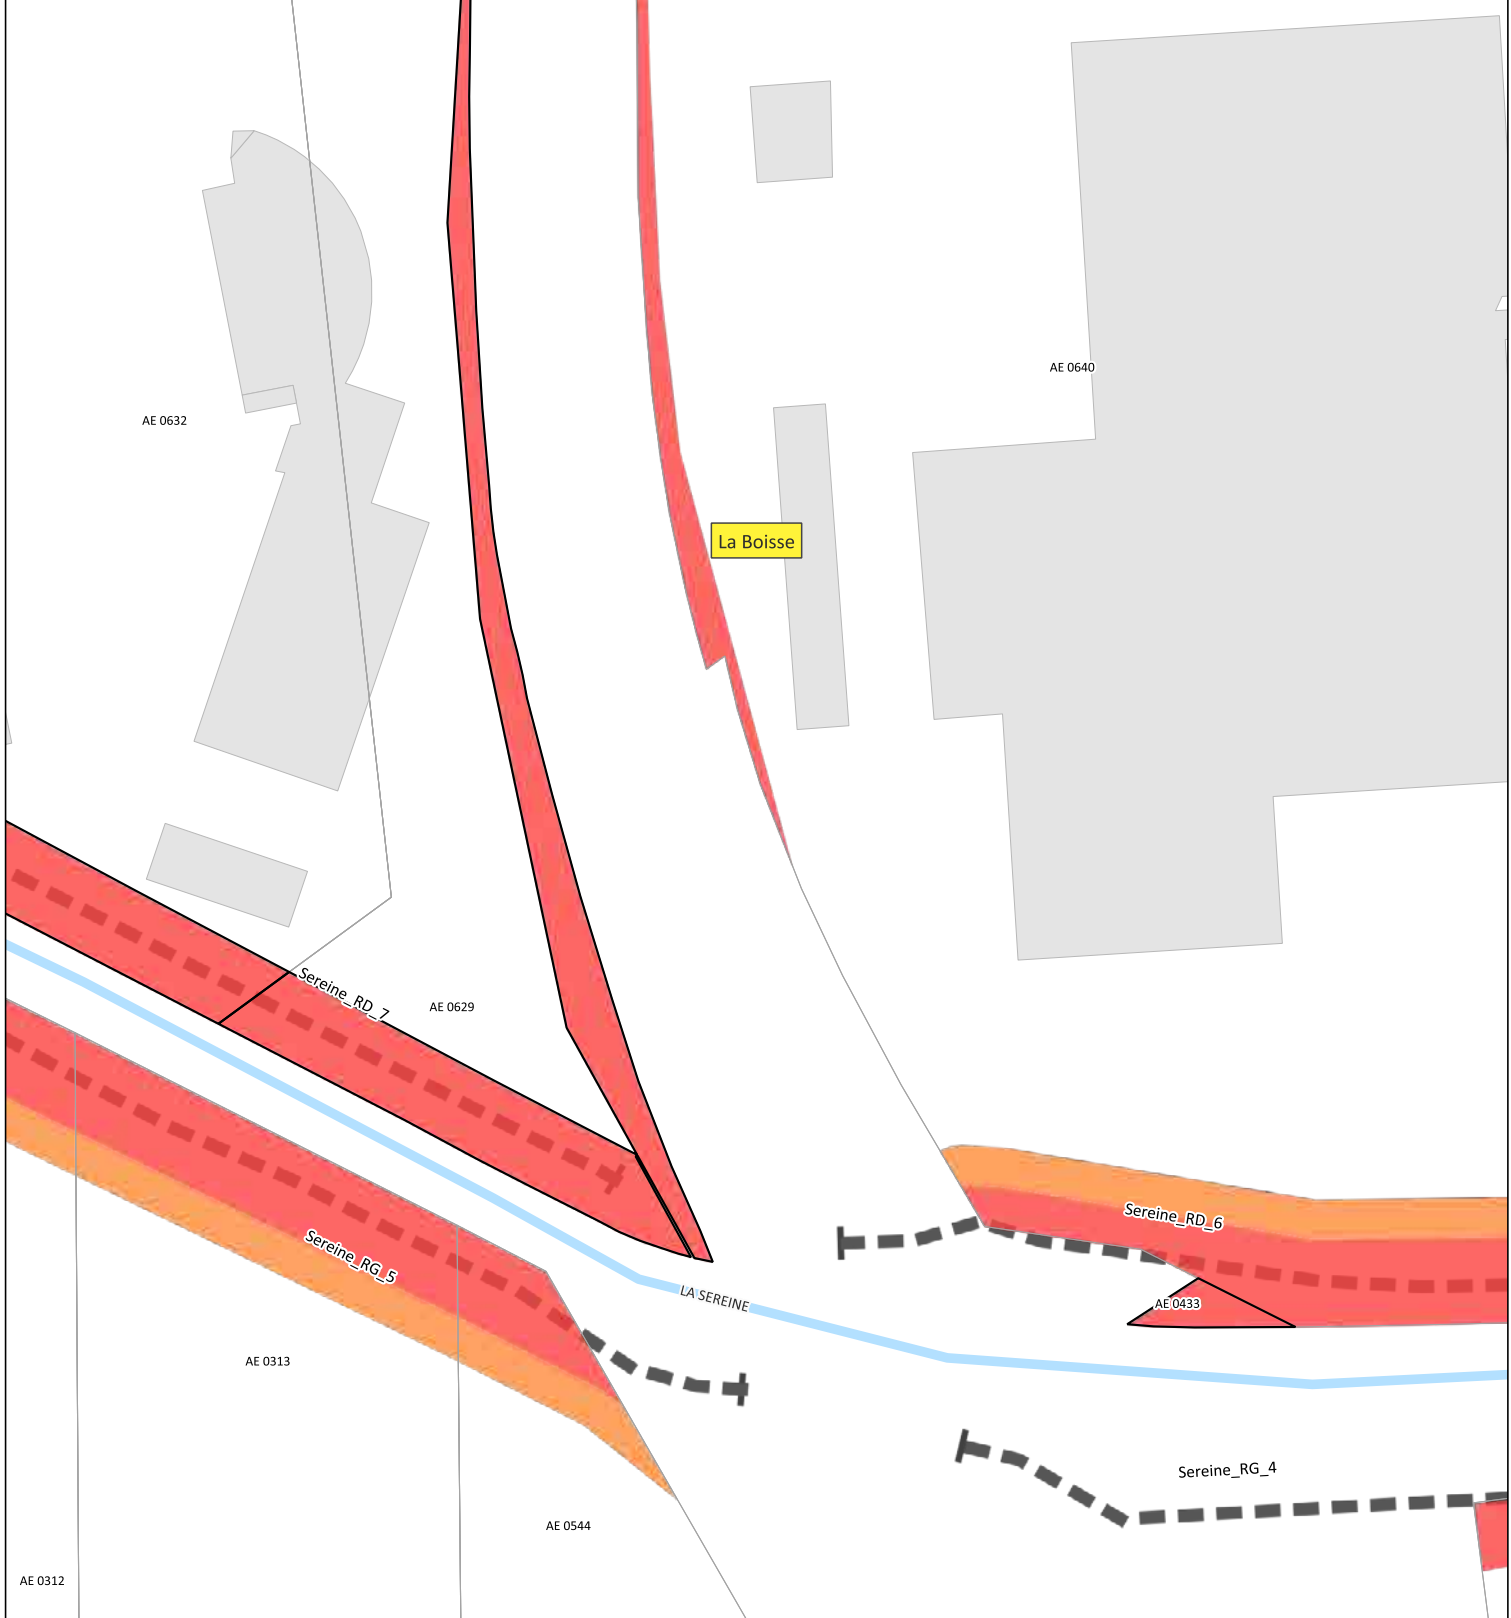 AE 0640
AE 0632
La Boisse
Sereine_RD_7
AE 0629
Sereine_RD_6
Sereine_RG_5
LA SEREINE
AE 0433
AE 0313
Sereine_RG_4
AE 0544
AE 0312